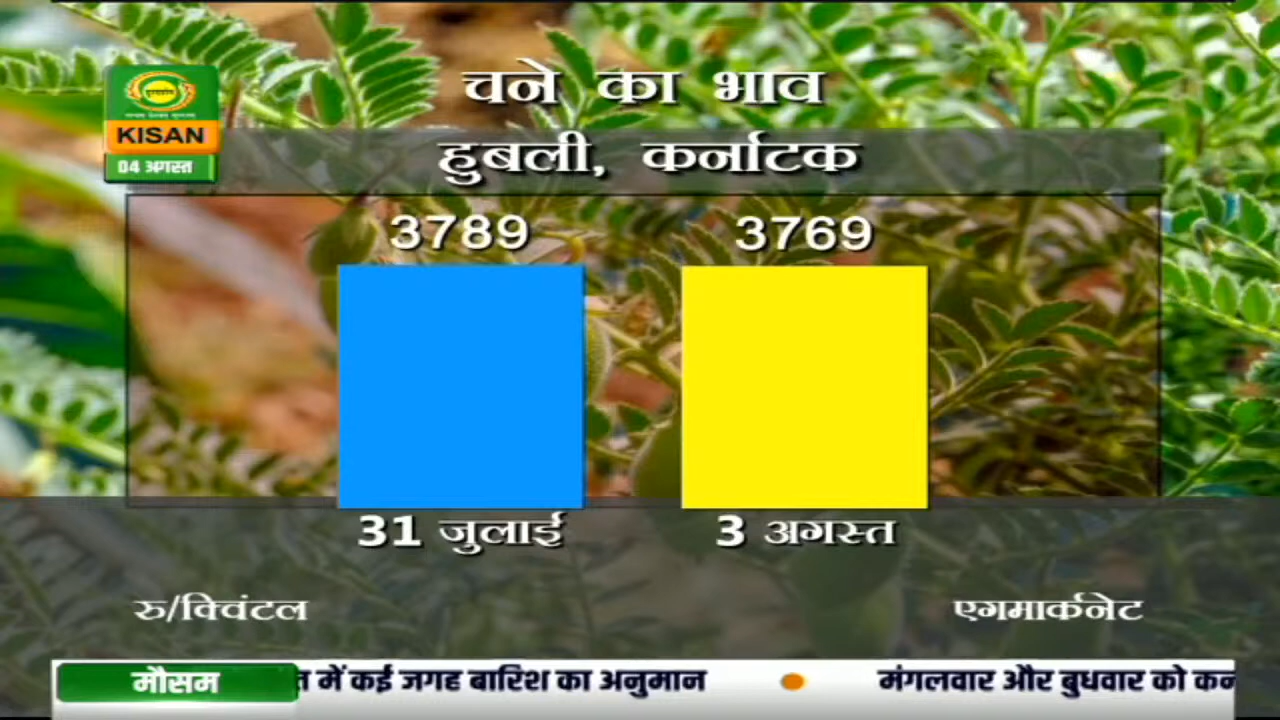 चने का भाव
KISAN
04 अगस्त
हुबली, कर्नाटक
3789
3769
31 जुलाई
3 अगस्त
रु/क्विंटल
एगमार्कनेट
मौसम
में कई जगह बारिश का अनुमान
मंगलवार और बुधवार को